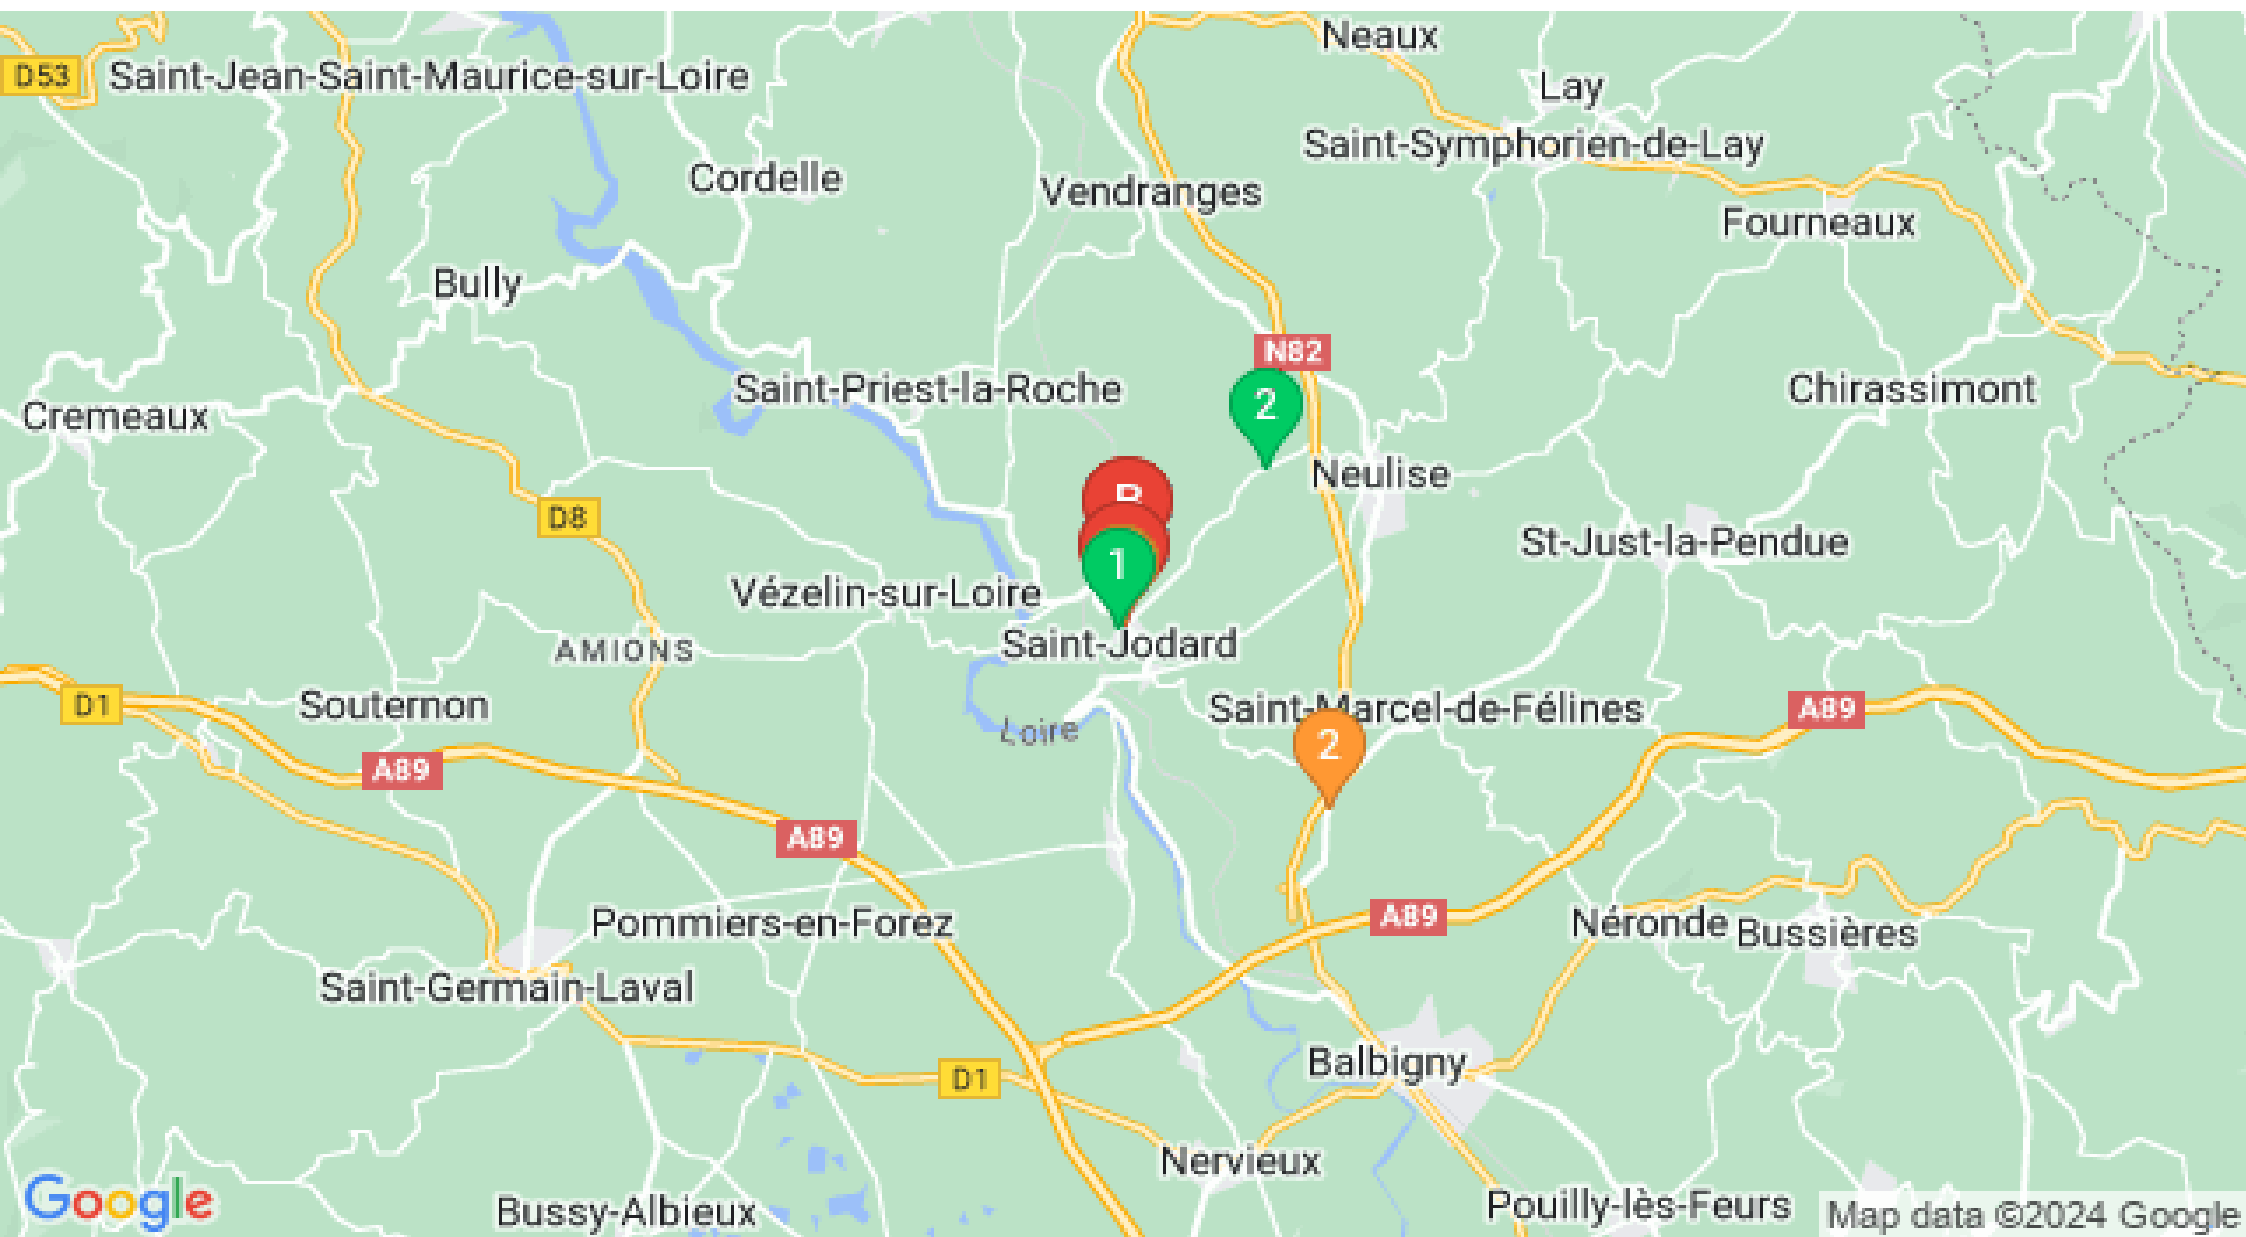 Neaux
D53
Saint-Jean-Saint-Maurice-sur-Loire
Lay
Saint-Symphorien-de-Lay
Cordelle
Vendranges
Fourneaux
Bully
N82
Saint-Priest-la-Roche
2
Chirassimont
Cremeaux
Neulise
D8
St-Just-la-Pendue
1
Vézelin-sur-Loire
Saint-Jodard
AMIONS
D1
Souternon
Saint-Marcel-de-Félines
A89
Loire
2
A89
A89
A89
Pommiers-en-Forez
Néronde
Bussières
Saint-Germain-Laval
Balbigny
D1
Nervieux
Google
Bussy-Albieux
Pouilly-lès-Feurs
Map data ©2024 Google